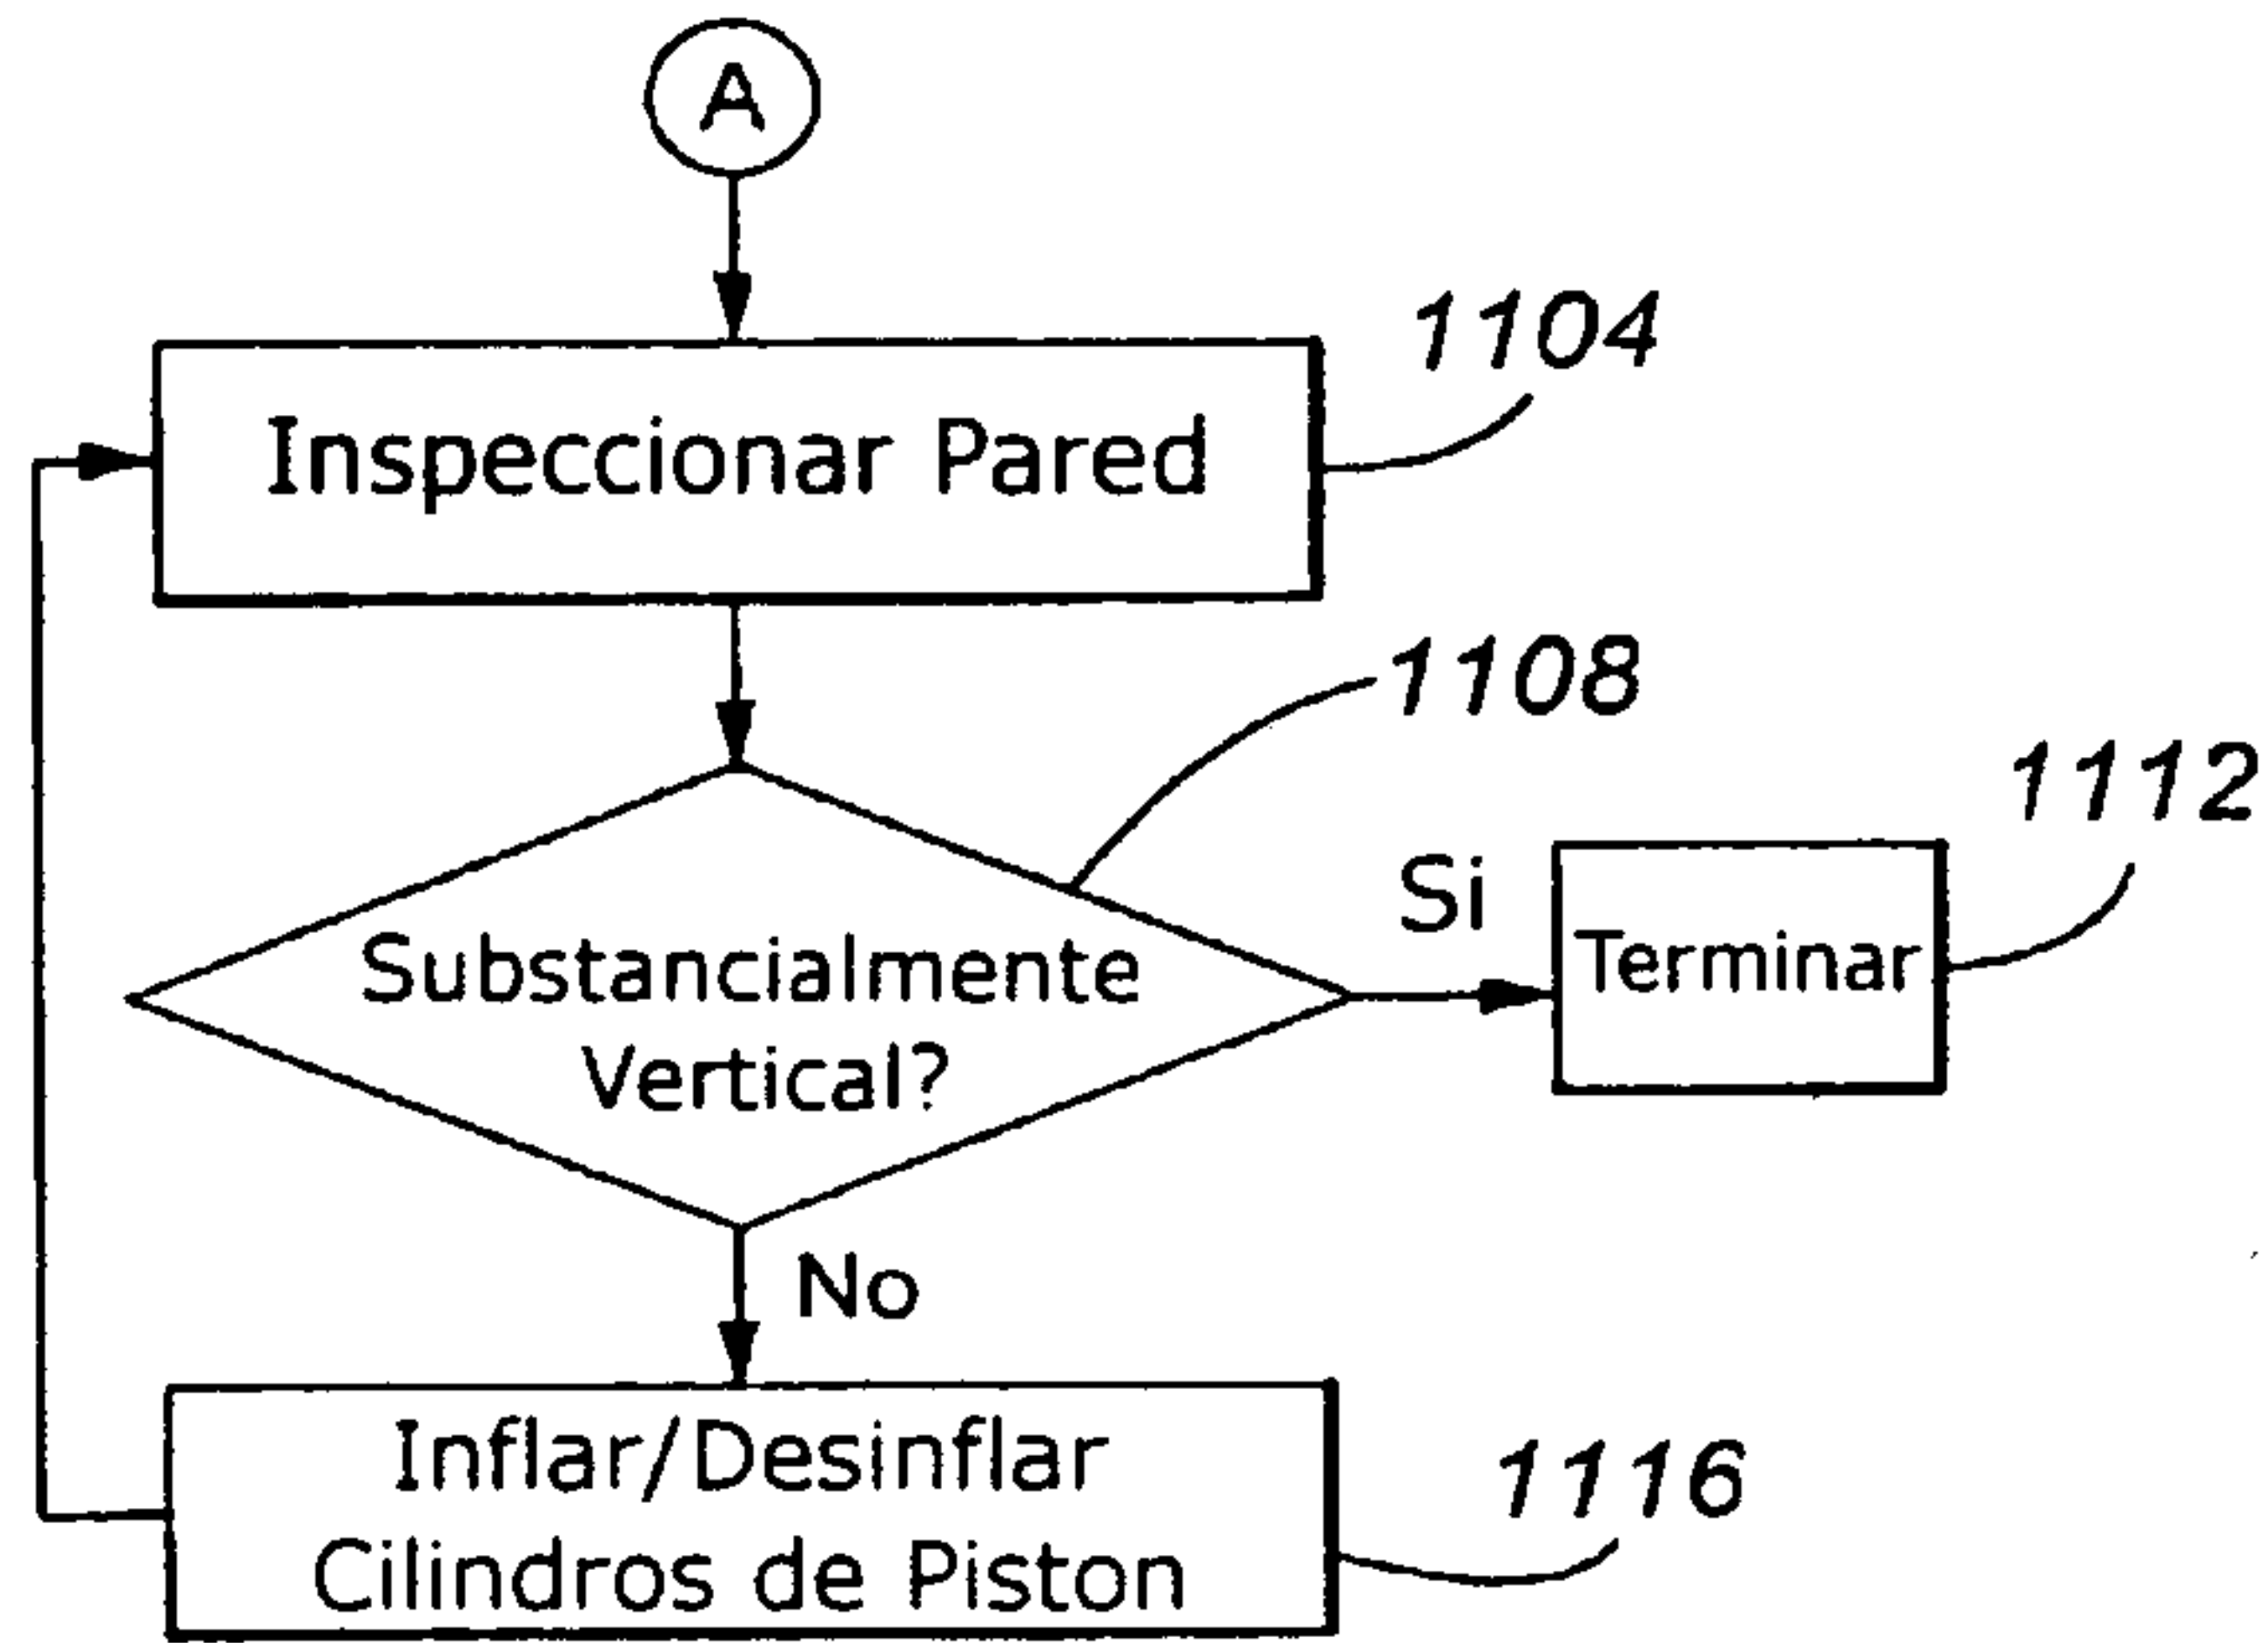 A
1104
Inspeccionar Pared
1108
1112
Si
Substancialmente
Vertical?
Terminar
No
Inflar/Desinflar
Cilindros de Piston
1116